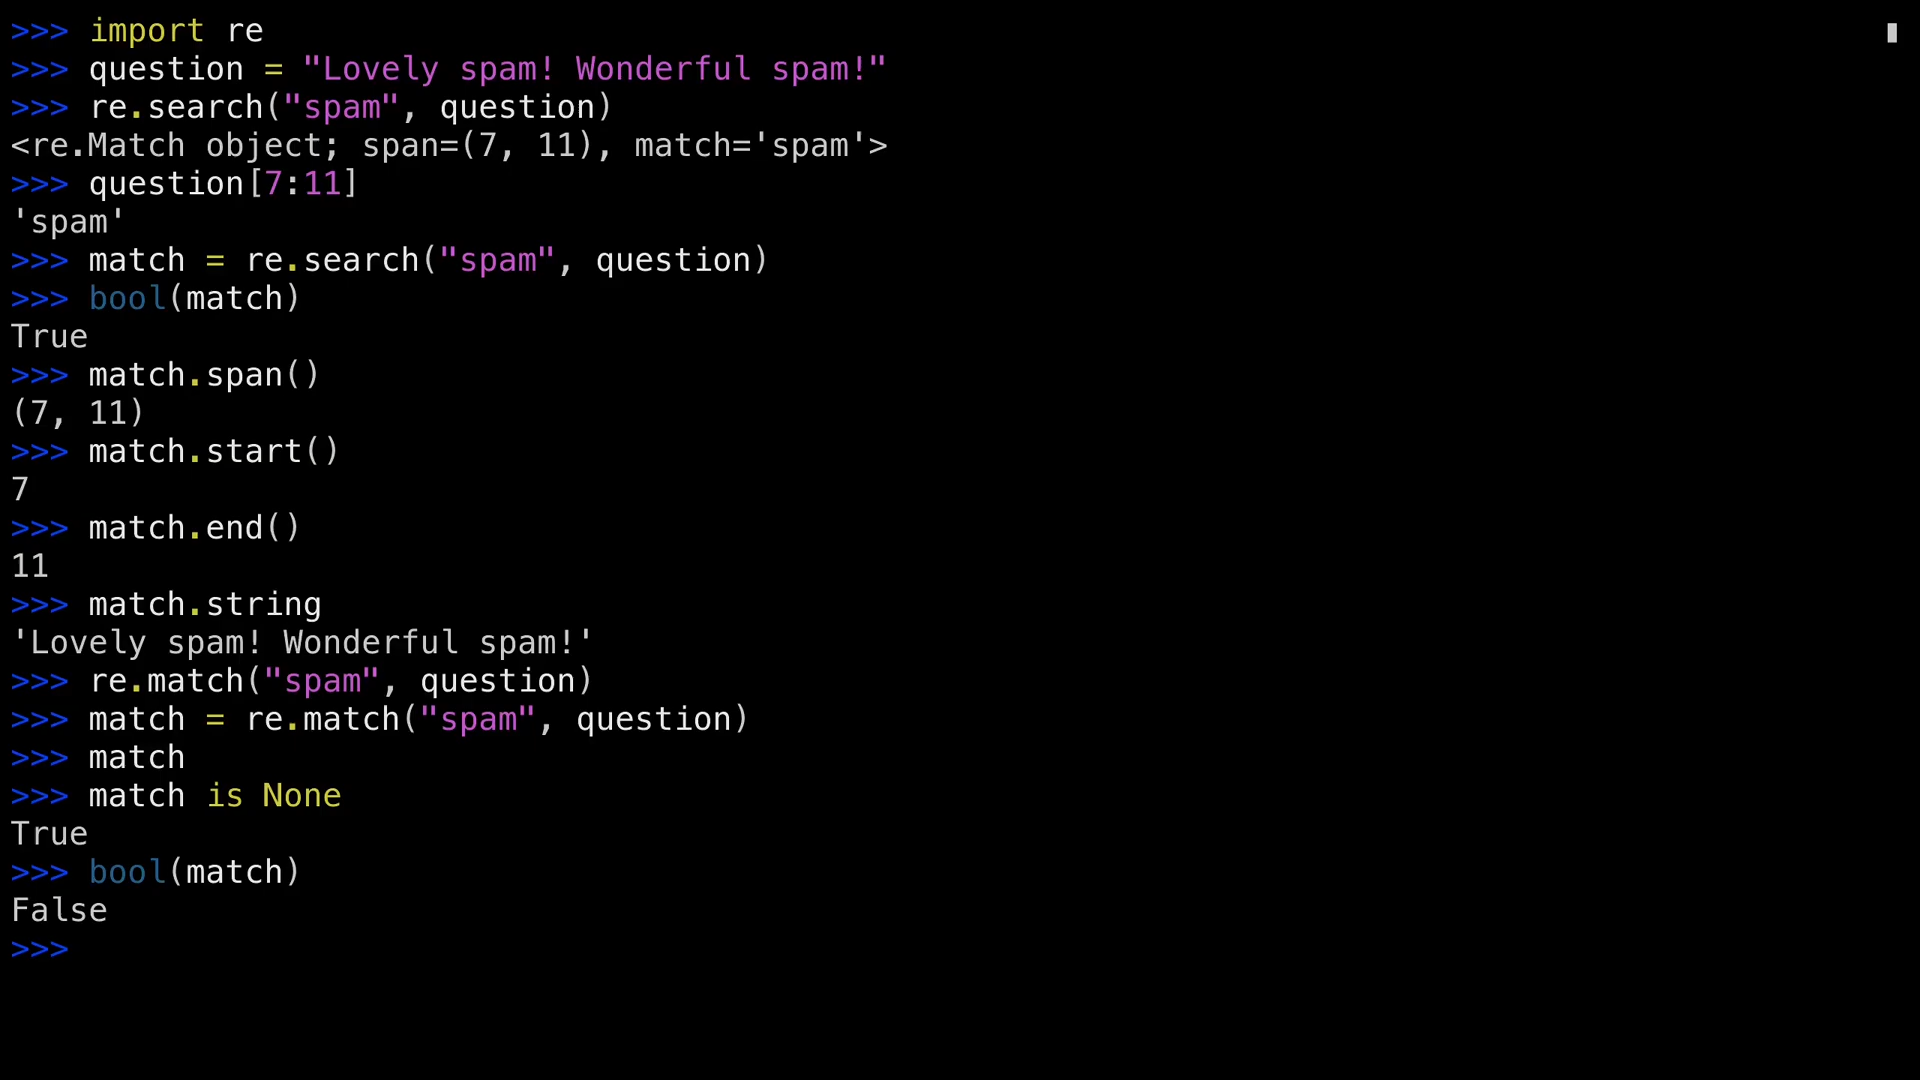 >>> import re
>>> question = "Lovely spam! Wonderful spam!"
>>> re.search("spam", question)
<re.Match object; span=(7, 11), match='spam'>
>>> question[7:11]
'spam'
>>> match = re.search("spam", question)
>>> bool(match)
True
>>> match.span()
(7, 11)
>>> match.start()
7
>>> match.end()
11
>>> match.string
'Lovely spam! Wonderful spam!'
>>> re.match("spam", question)
>>> match = re.match("spam", question)
>>> match
>>> match is None
True
>>> bool(match)
False
>>>